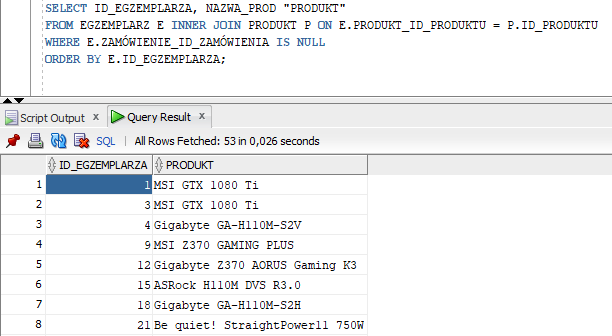 SELECT ID_EGZEMPLARZA, NAZWA_PROD "PRODUKT"
FROM EGZEMPLARZ E INNER JOIN PRODUKT P ON E.PRODUKT_ID_PRODUKTU = P.ID_PRODUKTU
WHERE E.ZAMÓWIENIE_ID_ZAMÓWIENIA IS NULL
ORDER BY E.ID_EGZEMPLARZA;
Script Output x Query Result x
SQL | All Rows Fetched: 53 in 0,026 seconds
ID_EGZEMPLARZA PRODUKT
1 1 MSI GTX 1080 Ti
2 3 MSI GTX 1080 Ti
3 4 Gigabyte GA-H110M-S2V
4 9 MSI Z370 GAMING PLUS
5 12 Gigabyte Z370 AORUS Gaming K3
6 15 ASRock H110M DVS R3.0
7 18 Gigabyte GA-H110M-S2H
8 21 Be quiet! StraightPower11 750W